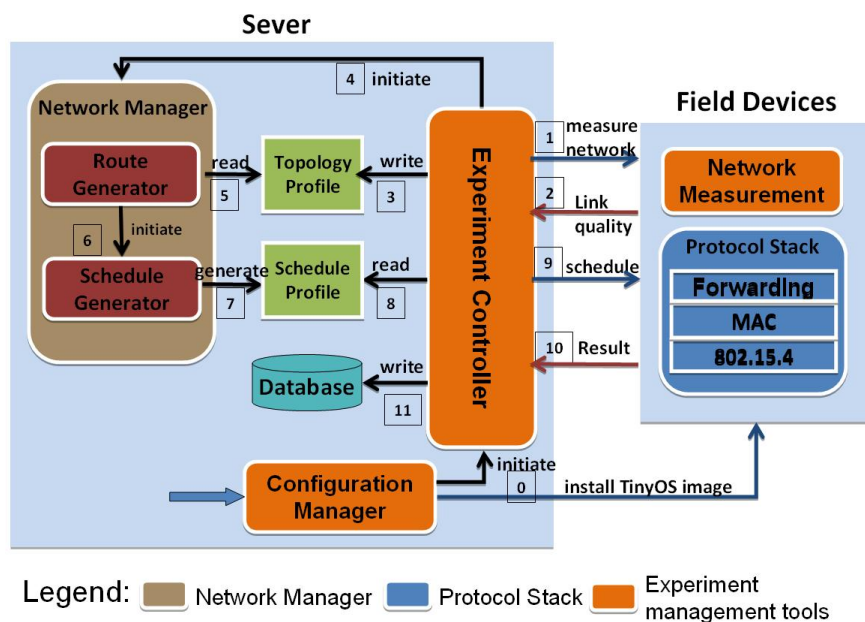 Sever
4 initiate
Network Manager
Field Devices
Route
Generator
read
5
Topology
Profile
write
3
Experiment Controller
1 measure
network
2 Link
quality
Network
Measurement
6 initiate
Schedule
Generator
generate
7
Schedule
Profile
read
8
9 schedule
Protocol Stack
Forwarding
MAC
802.15.4
10 Result
Database
write
11
initiate
Configuration
Manager
0 install TinyOS image
Legend: Network Manager Protocol Stack Experiment
management tools